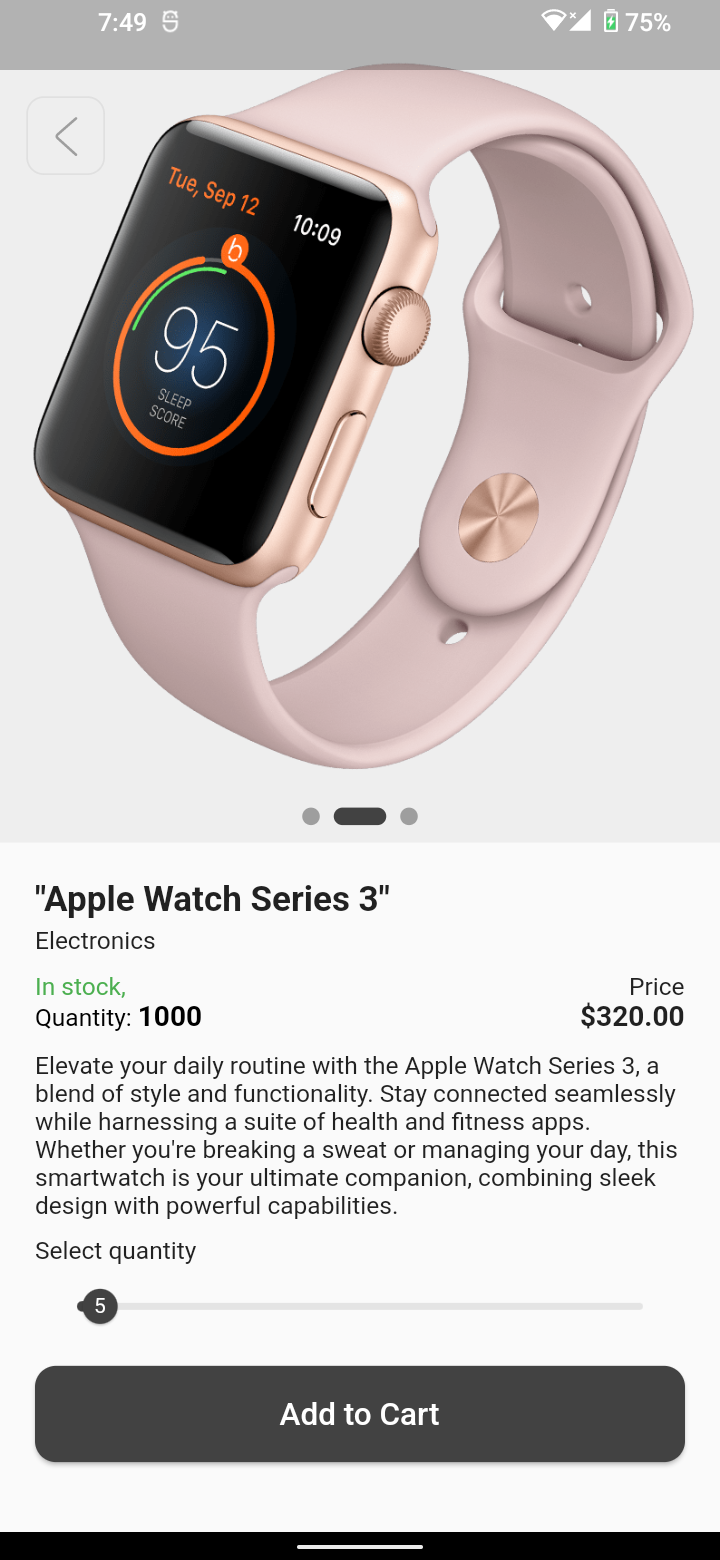 7:49
75%
Tue, Sep 12
10:09
b
95
SLEEP
SCORE
"Apple Watch Series 3"
Electronics
In stock,
Price
Quantity: 1000
$320.00
Elevate your daily routine with the Apple Watch Series 3, a
blend of style and functionality. Stay connected seamlessly
while harnessing a suite of health and fitness apps.
Whether you're breaking a sweat or managing your day, this
smartwatch is your ultimate companion, combining sleek
design with powerful capabilities.
Select quantity
5
Add to Cart